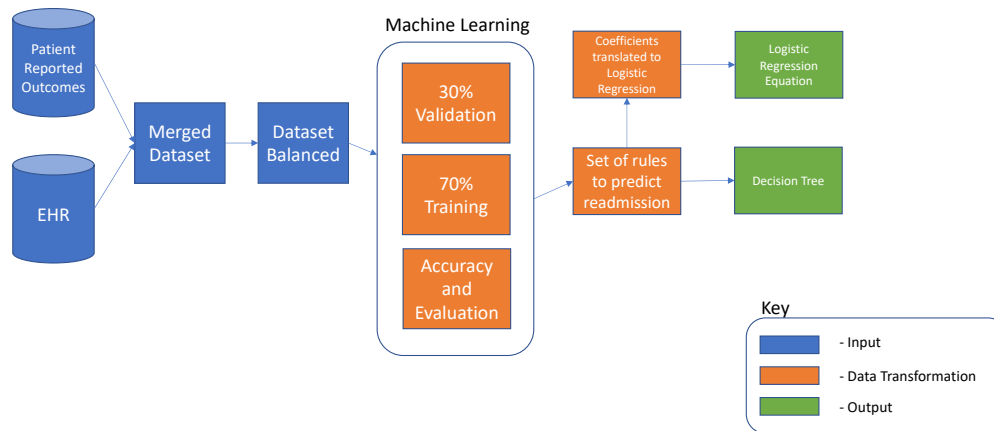 Machine Learning
Patient
Reported
Outcomes
EHR
Merged
Dataset
Dataset
Balanced
30%
Validation
70%
Training
Accuracy
and
Evaluation
Coefficients
translated to
Logistic
Regression
Logistic
Regression
Equation
Set of rules
to predict
readmission
Decision Tree
Key
- Input
- Data Transformation
- Output